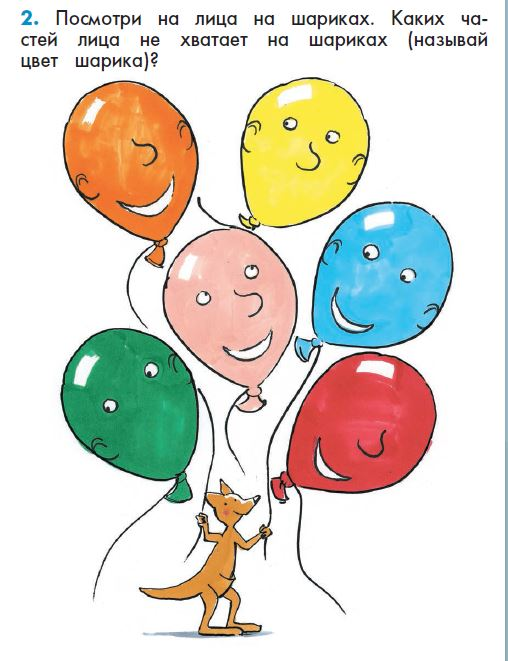 2. Посмотри на лица на шариках. Каких ча-
стей лица не хватает на шариках (называй
цвет шарика)?